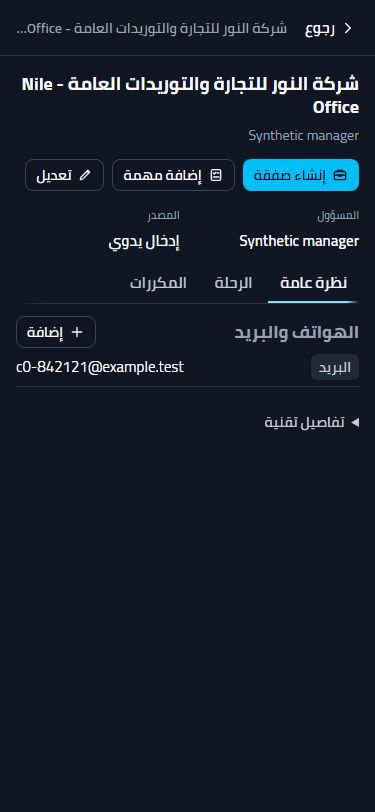 رجوع
شركة النور للتجارة والتوريدات العامة - Office...
شركة النور للتجارة والتوريدات العامة - Nile
Office
Synthetic manager
إنشاء صفقة
إضافة مهمة
تعديل
المسؤول
المصدر
Synthetic manager
إدخال يدوي
نظرة عامة
الرحلة
المكررات
الهواتف والبريد
إضافة
البريد
c0-842121@example.test
تفاصيل تقنية